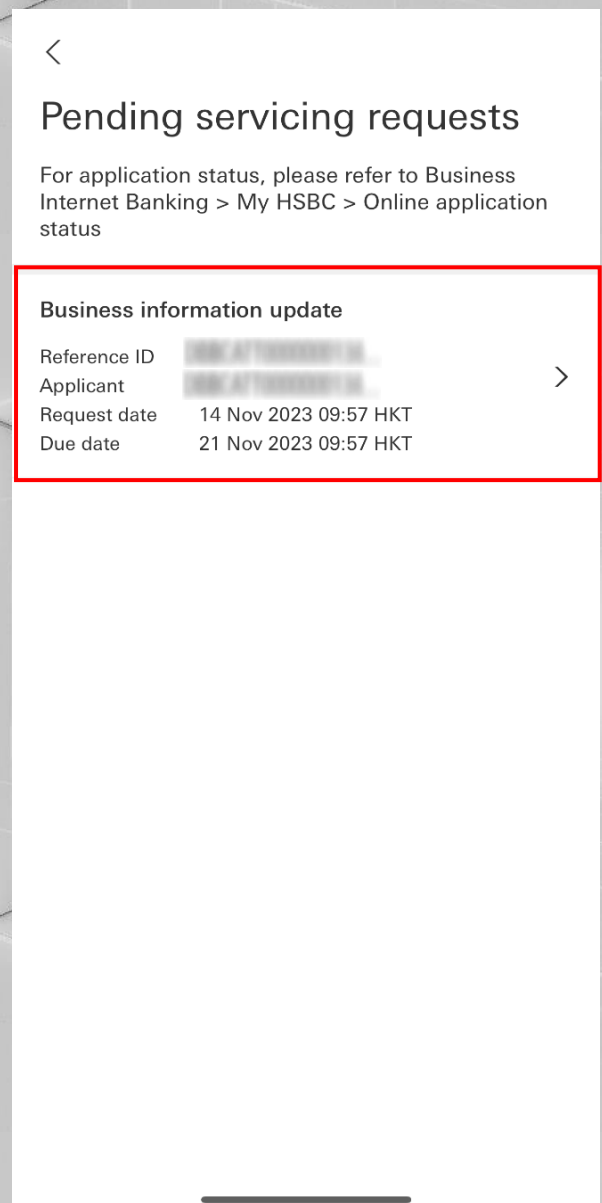 Pending servicing requests
For application status, please refer to Business
Internet Banking > My HSBC > Online application
status
Business information update
Reference ID
Applicant
Request date 14 Nov 2023 09:57 HKT
Due date 21 Nov 2023 09:57 HKT